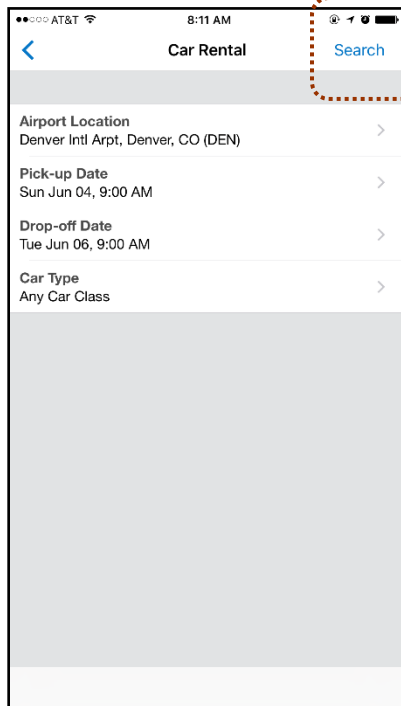 AT&T 8:11 AM
Car Rental Search
Airport Location
Denver Intl Arpt, Denver, CO (DEN)
Pick-up Date
Sun Jun 04, 9:00 AM
Drop-off Date
Tue Jun 06, 9:00 AM
Car Type
Any Car Class